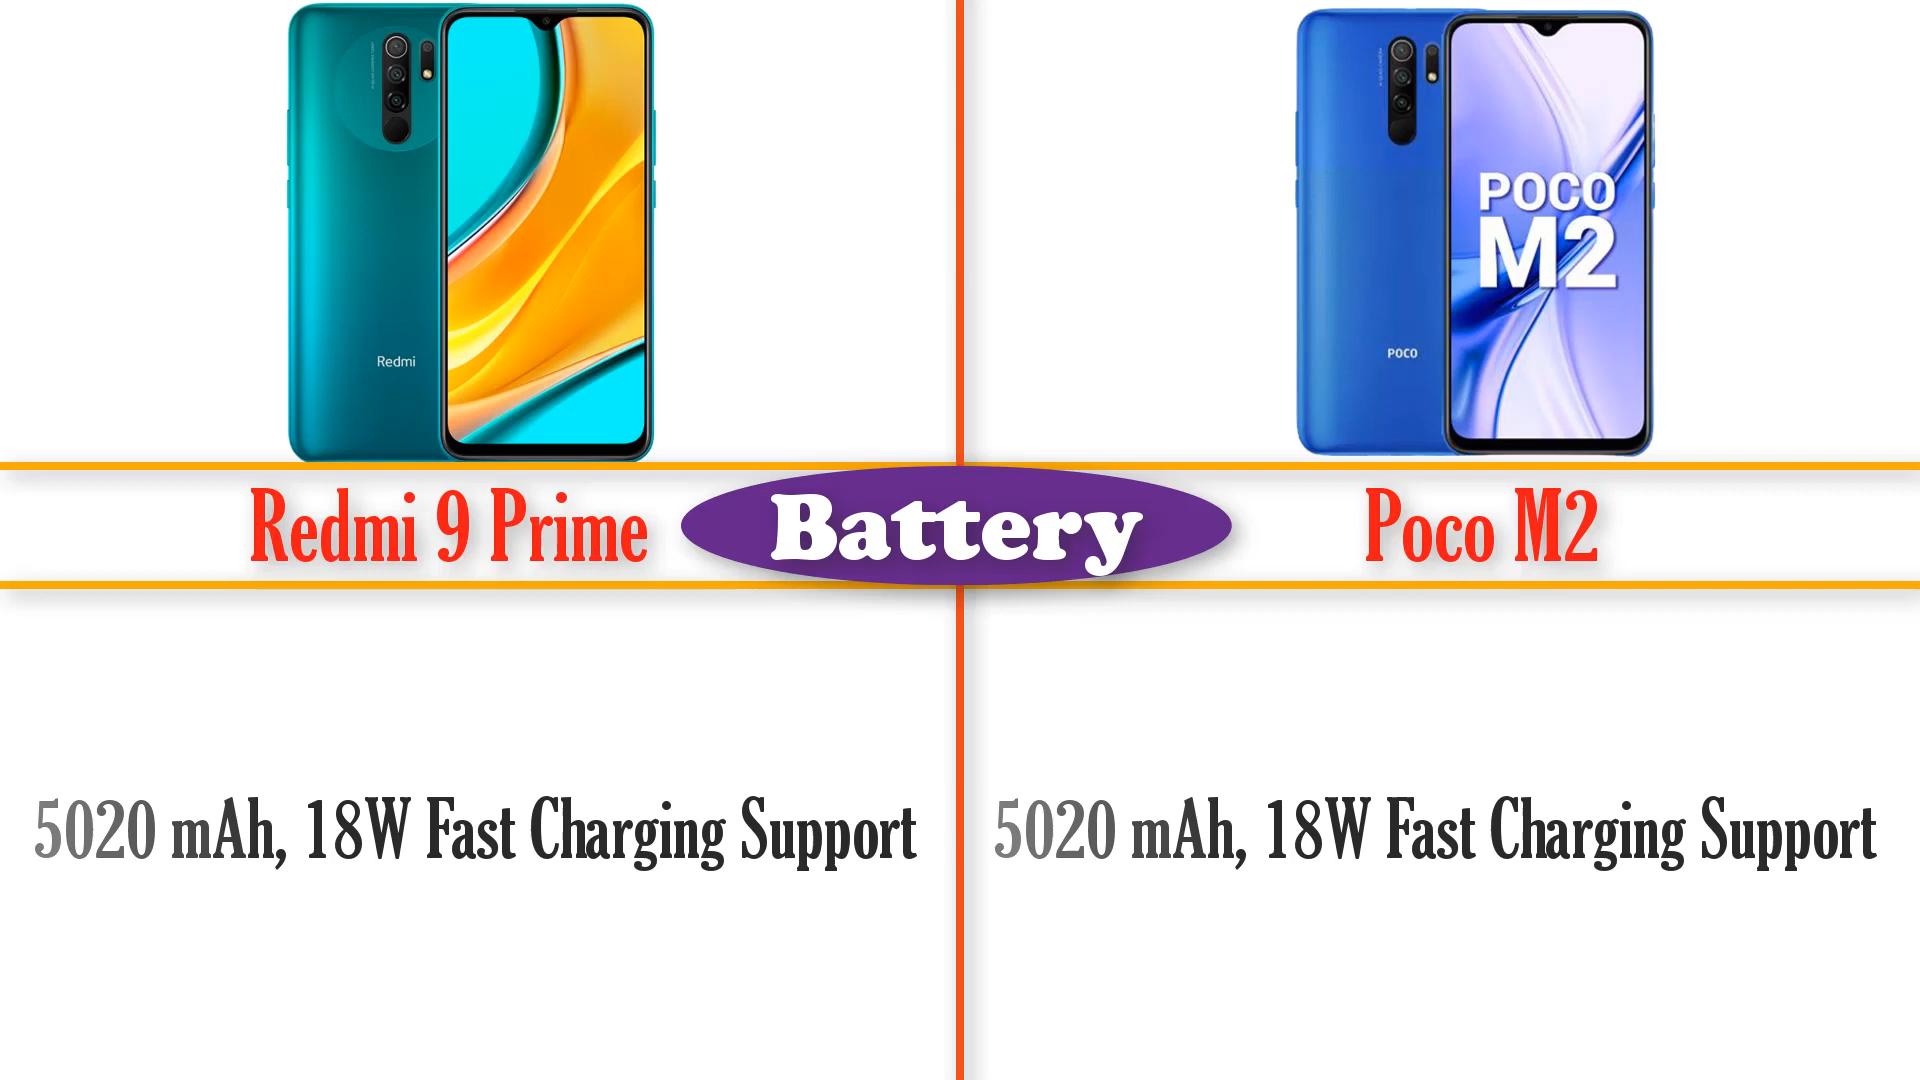 Redmi
POCO
M2
POCO
Redmi 9 Prime
Battery
Poco M2
5020 mAh, 18W Fast Charging Support
5020 mAh, 18W Fast Charging Support